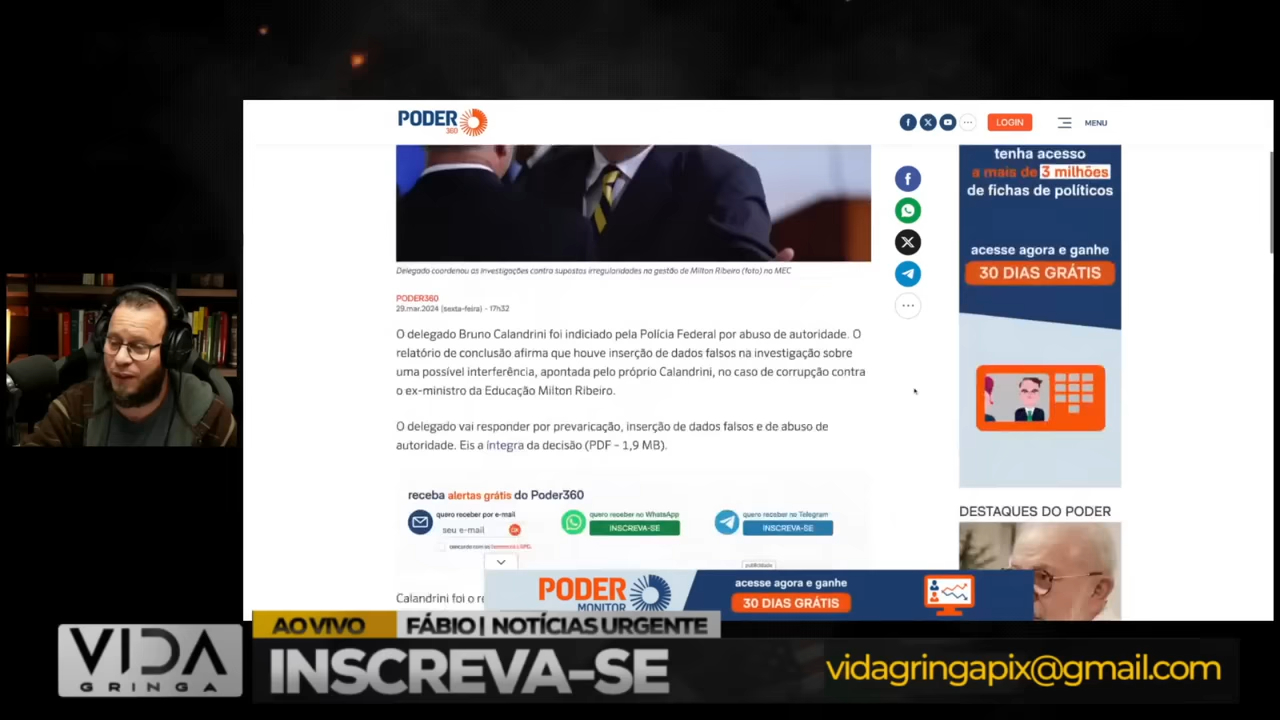 PODER
360
LOGIN
MENU
tenha acesso
a mais de 3 milhões
de fichas de políticos
acesse agora e ganhe
30 DIAS GRÁTIS
Delegado coordenou as investigações contra supostas irregularidades na gestão de Milton Ribeiro (foto) no MEC
PODER360
29.mar.2024 (sexta-feira) - 17h32
O delegado Bruno Calandrini foi indiciado pela Polícia Federal por abuso de autoridade. O
relatório de conclusão afirma que houve inserção de dados falsos na investigação sobre
uma possível interferência, apontada pelo próprio Calandrini, no caso de corrupção contra
o ex-ministro da Educação Milton Ribeiro.
O delegado vai responder por prevaricação, inserção de dados falsos e de abuso de
autoridade. Eis a íntegra da decisão (PDF – 1,9 MB).
receba alertas grátis do Poder360
quero receber por e-mail
seu e-mail
quero receber no WhatsApp
INSCREVA-SE
quero receber no Telegram
INSCREVA-SE
DESTAQUES DO PODER
publicidade
Calandrini foi o re
PODER
MONITOR
acesse agora e ganhe
30 DIAS GRÁTIS
AO VIVO
FÁBIO | NOTÍCIAS URGENTE
VIDA
GRINGA
INSCREVA-SE
vidagringapix@gmail.com